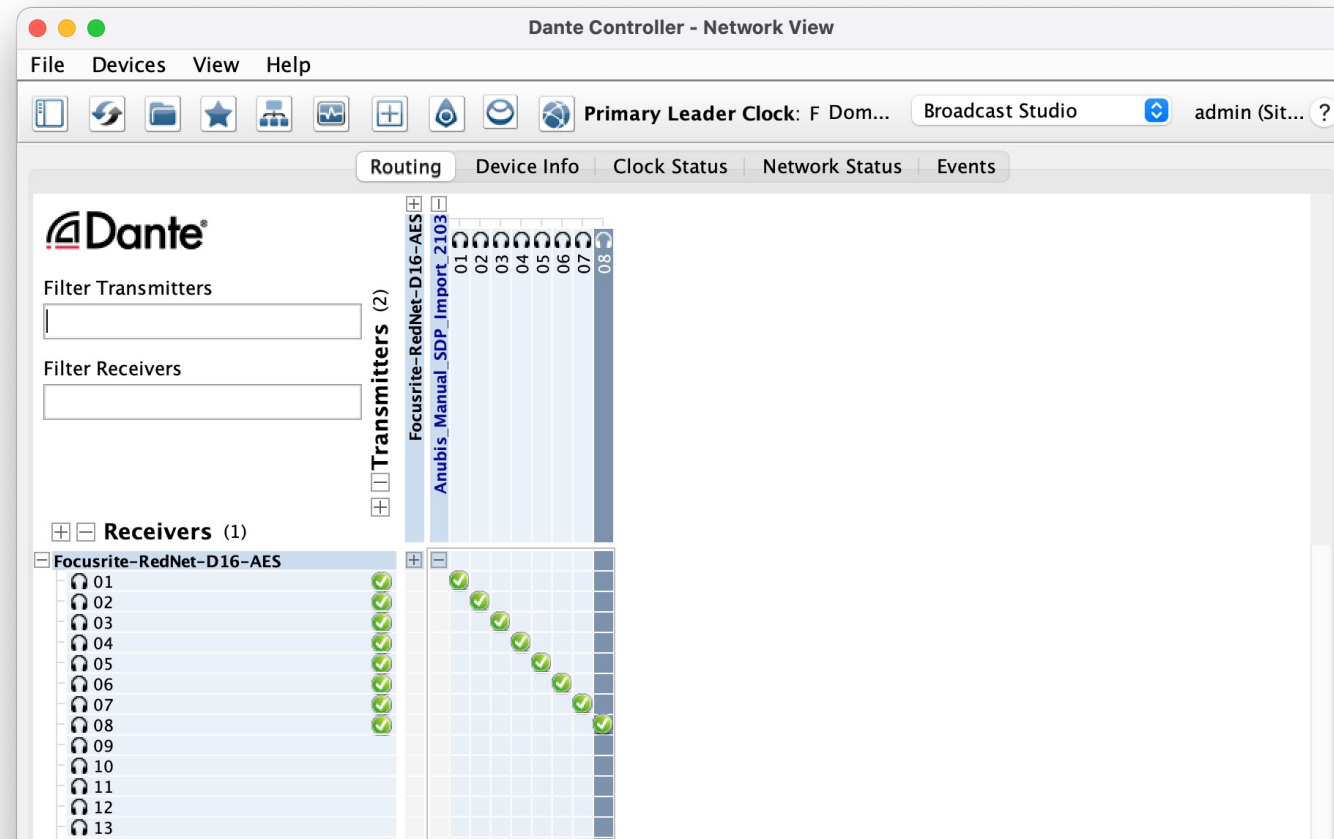 Dante Controller - Network View
File Devices View Help
Primary Leader Clock: F Dom... Broadcast Studio admin (Sit... ?
Routing Device Info Clock Status Network Status Events
Dante®
Filter Transmitters
Filter Receivers
Transmitters (2)
Focusrite-RedNet-D16-AES
Anubis_Manual_SDP_Import_2103
01
02
03
04
05
06
07
08
Receivers (1)
Focusrite-RedNet-D16-AES
01
02
03
04
05
06
07
08
09
10
11
12
13